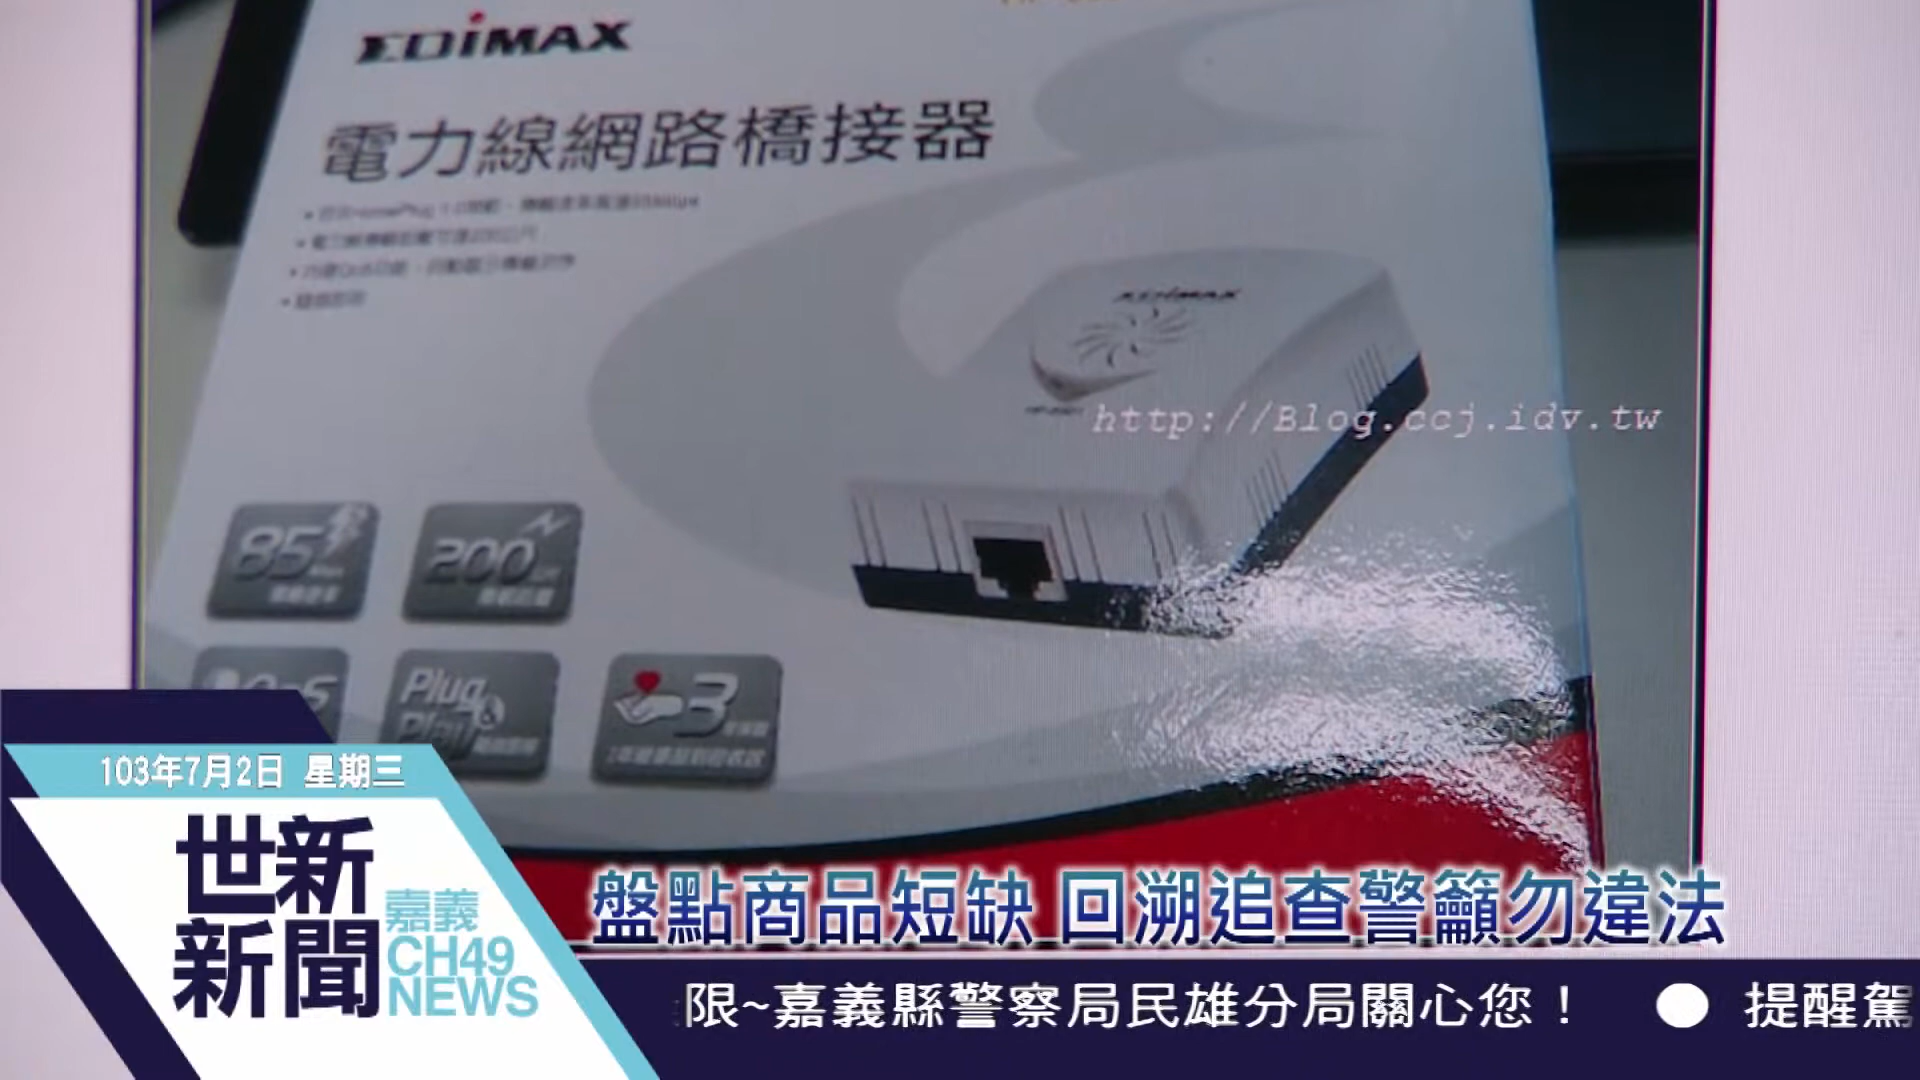 EDIMAX
電力線網路橋接器
EDIMAX
http://Blog.ccj.idv.tw
85
200
QoS
Plug
&
Play
3
103年7月2日 星期三
世新
新聞
嘉義
CH49
NEWS
盤點商品短缺 回溯追查警籲勿違法
限~嘉義縣警察局民雄分局關心您！ ● 提醒駕